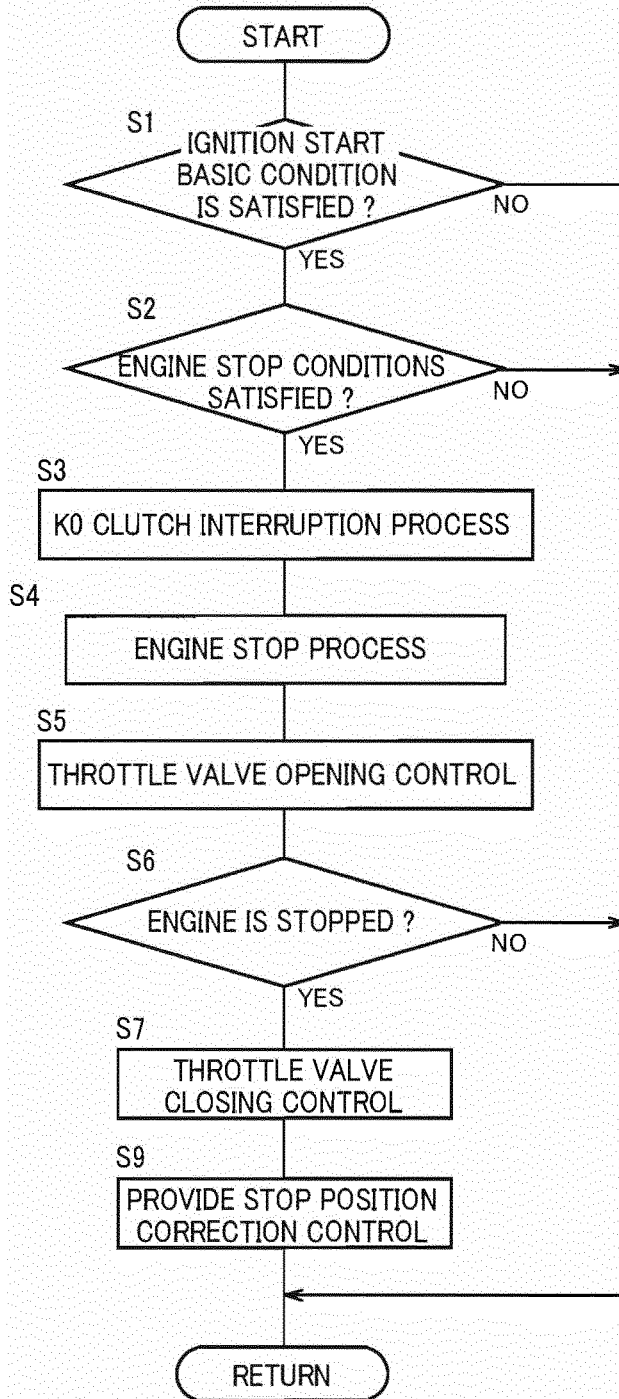 START
S1
IGNITION START
BASIC CONDITION
IS SATISFIED ?
NO
YES
S2
ENGINE STOP CONDITIONS
SATISFIED ?
NO
YES
S3
K0 CLUTCH INTERRUPTION PROCESS
S4
ENGINE STOP PROCESS
S5
THROTTLE VALVE OPENING CONTROL
S6
ENGINE IS STOPPED ?
NO
YES
S7
THROTTLE VALVE
CLOSING CONTROL
S9
PROVIDE STOP POSITION
CORRECTION CONTROL
RETURN